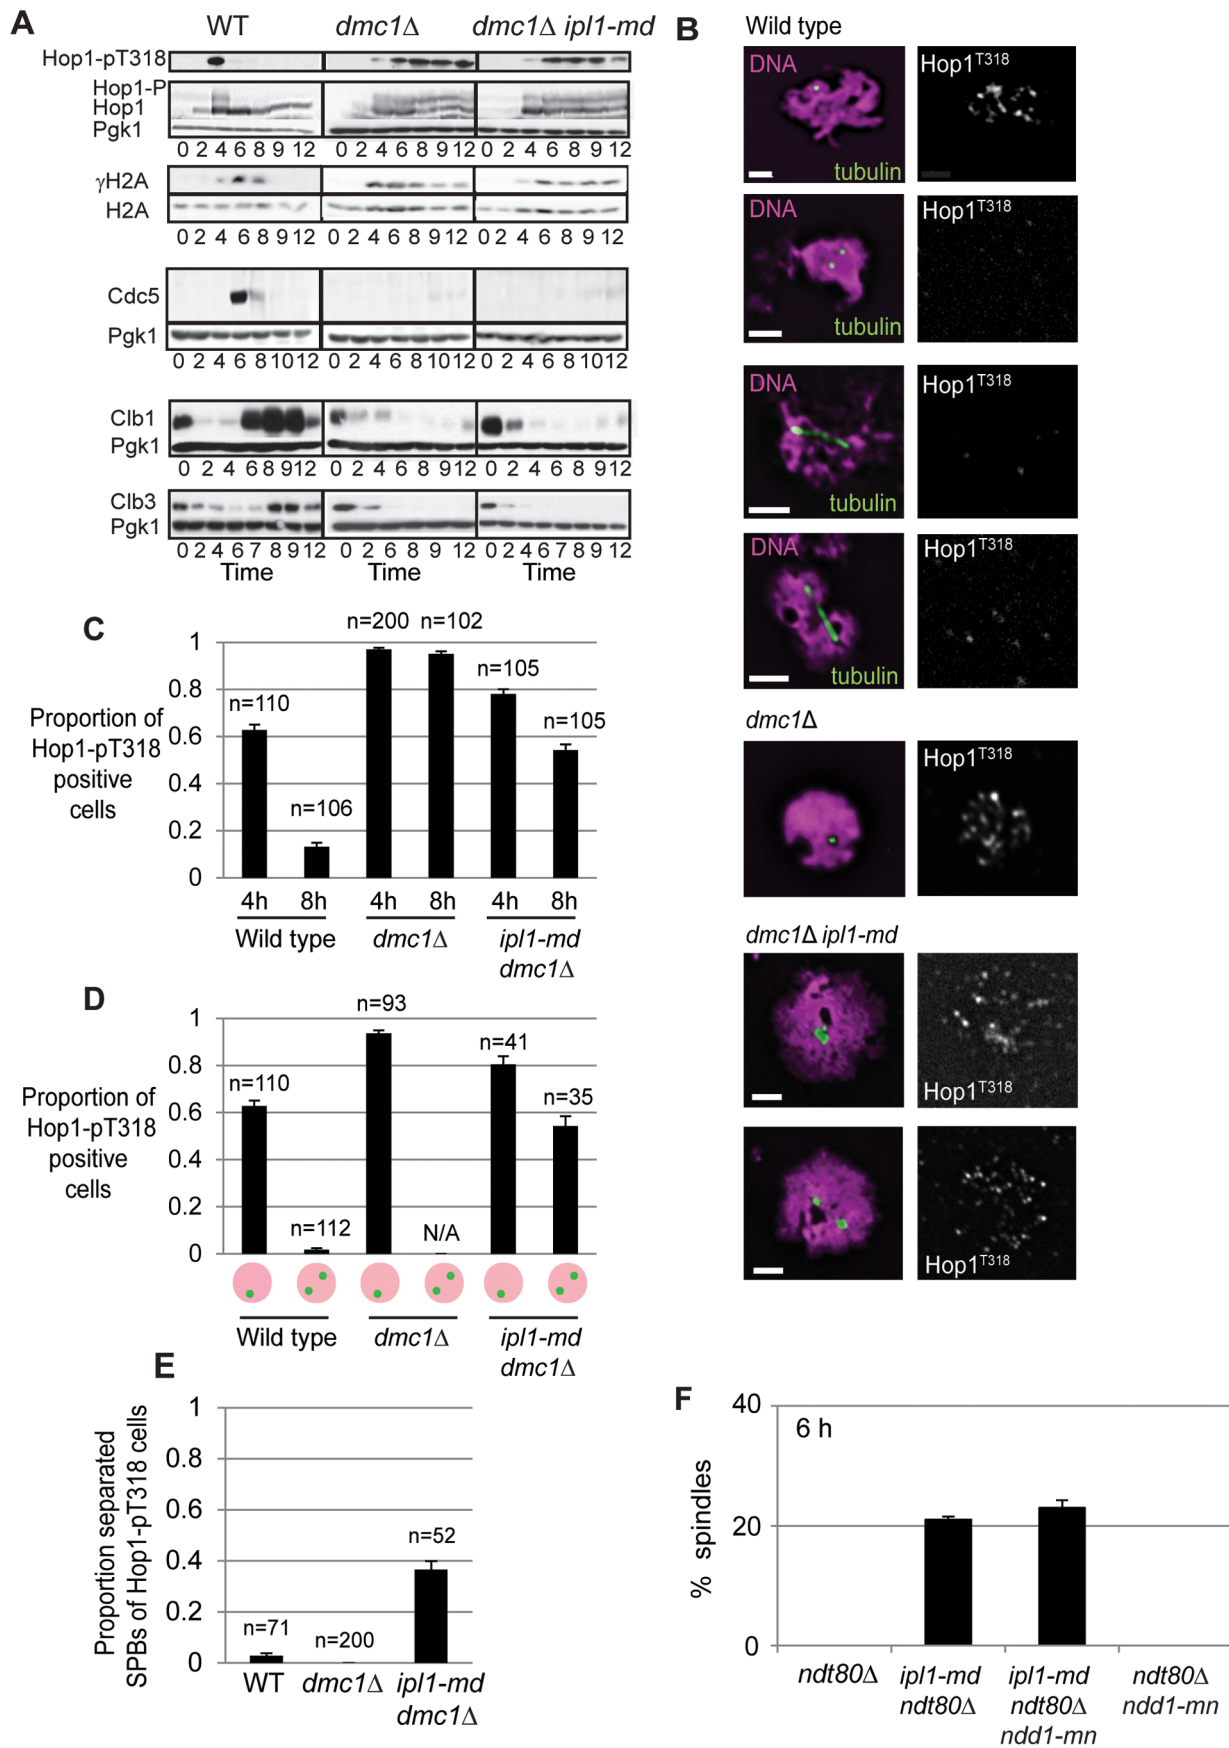 A
WT
dmc1Δ
dmc1Δ ipl1-md
Hop1-pT318
Hop1-P
Hop1
Pgk1
0 2 4 6 8 9 12
0 2 4 6 8 9 12
0 2 4 6 8 9 12
γH2A
H2A
0 2 4 6 8 9 12
0 2 4 6 8 9 12
0 2 4 6 8 9 12
Cdc5
Pgk1
0 2 4 6 8 10 12
0 2 4 6 8 9 12
0 2 4 6 8 10 12
Clb1
Pgk1
0 2 4 6 8 9 12
0 2 4 6 8 9 12
0 2 4 6 8 9 12
Clb3
Pgk1
0 2 4 6 7 8 9 12
0 2 4 6 8 9 12
0 2 4 6 7 8 9 12
Time
Time
Time
B
Wild type
DNA
tubulin
Hop1T318
DNA
tubulin
Hop1T318
DNA
tubulin
Hop1T318
DNA
tubulin
Hop1T318
dmc1Δ
Hop1T318
dmc1Δ ipl1-md
Hop1T318
Hop1T318
C
Proportion of
Hop1-pT318
positive
cells
1
0.8
0.6
0.4
0.2
0
n=110
n=106
n=200
n=102
n=105
n=105
4h
8h
4h
8h
4h
8h
Wild type
dmc1Δ
ipl1-md
dmc1Δ
D
Proportion of
Hop1-pT318
positive
cells
1
0.8
0.6
0.4
0.2
0
n=110
n=112
n=93
N/A
n=41
n=35
Wild type
dmc1Δ
ipl1-md
dmc1Δ
E
Proportion separated
SPBs of Hop1-pT318 cells
1
0.8
0.6
0.4
0.2
0
n=71
n=200
n=52
WT
dmc1Δ
ipl1-md
dmc1Δ
F
% spindles
40
20
0
6 h
ndt80Δ
ipl1-md
ndt80Δ
ipl1-md
ndt80Δ
ndd1-mn
ndt80Δ
ndd1-mn